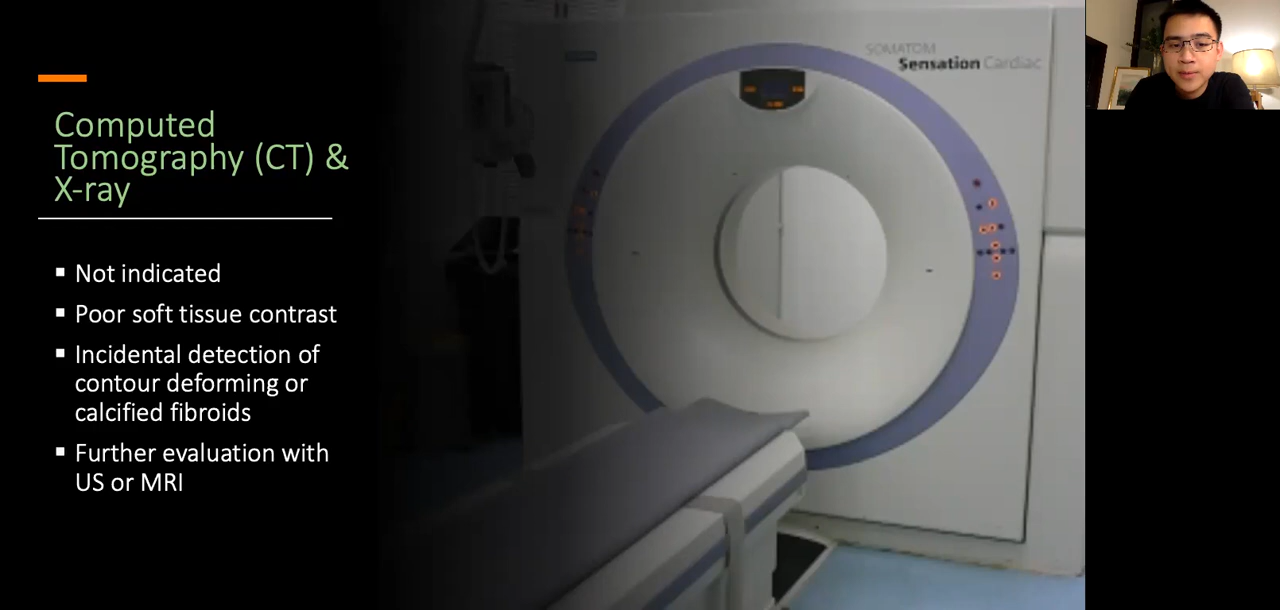 Computed
Tomography (CT) &
X-ray
Not indicated
Poor soft tissue contrast
Incidental detection of
contour deforming or
calcified fibroids
Further evaluation with
US or MRI
SOMATOM
Sensation Cardiac